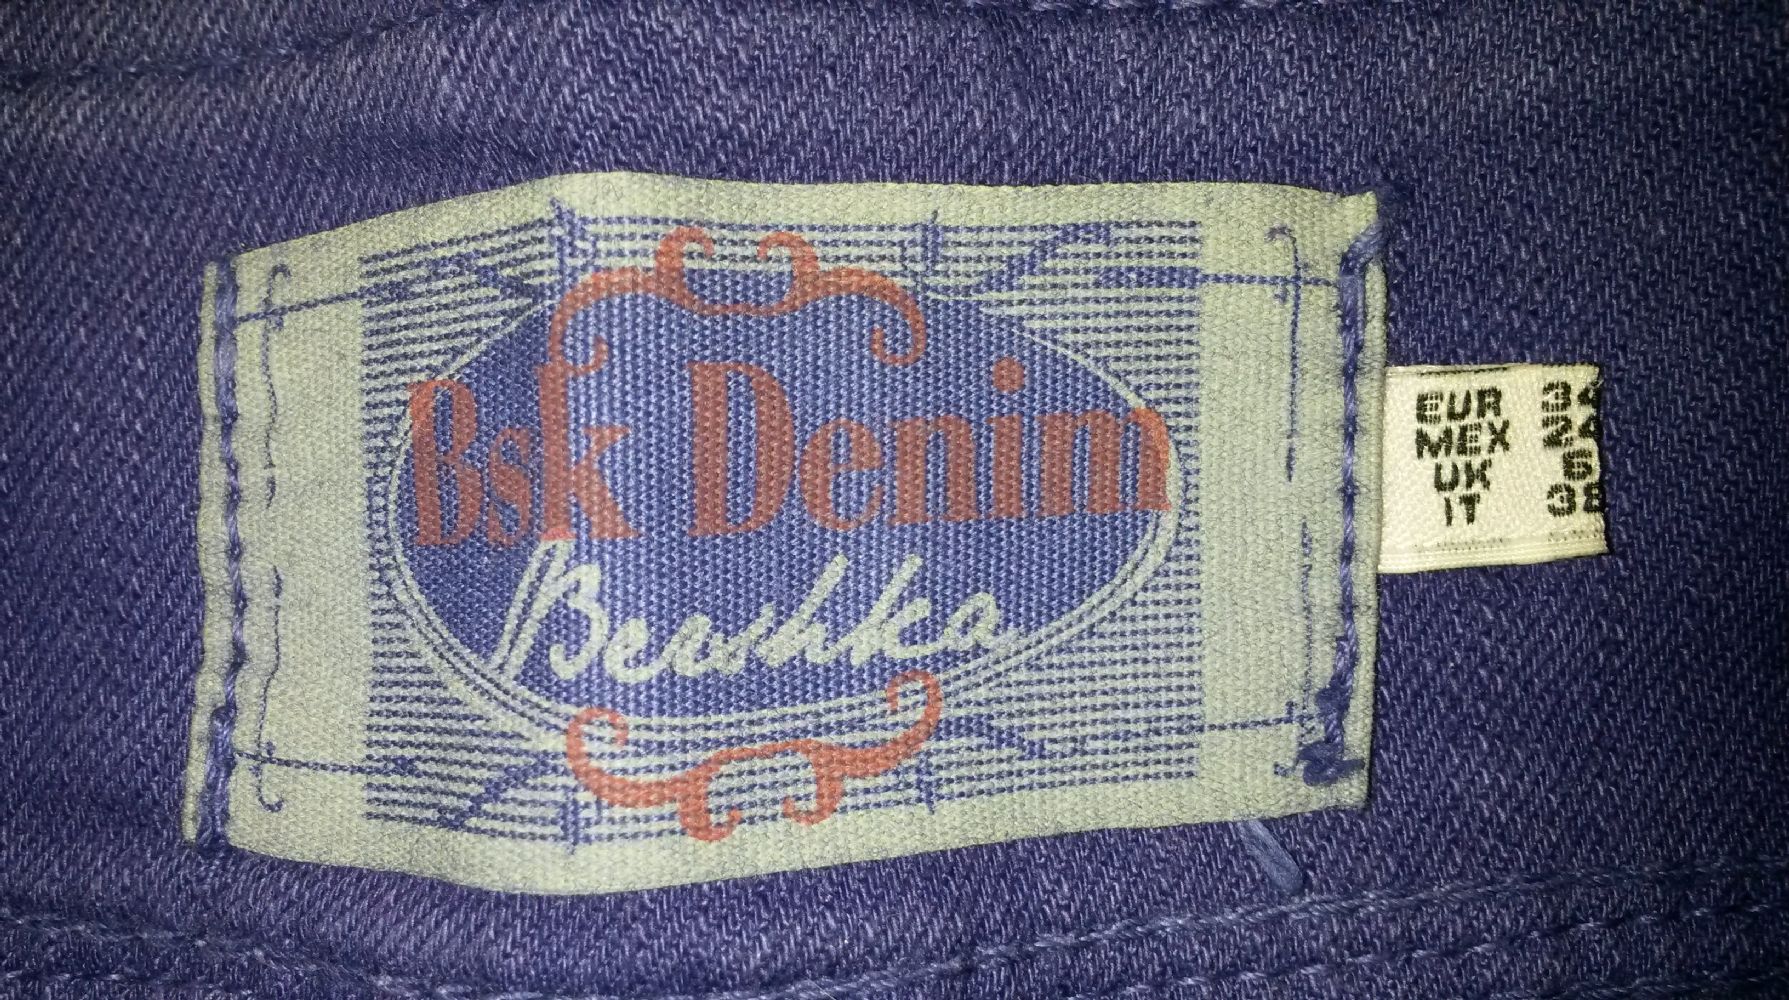 Bsk Denim
Bershka
EUR 34
MEX 24
UK 6
IT 38